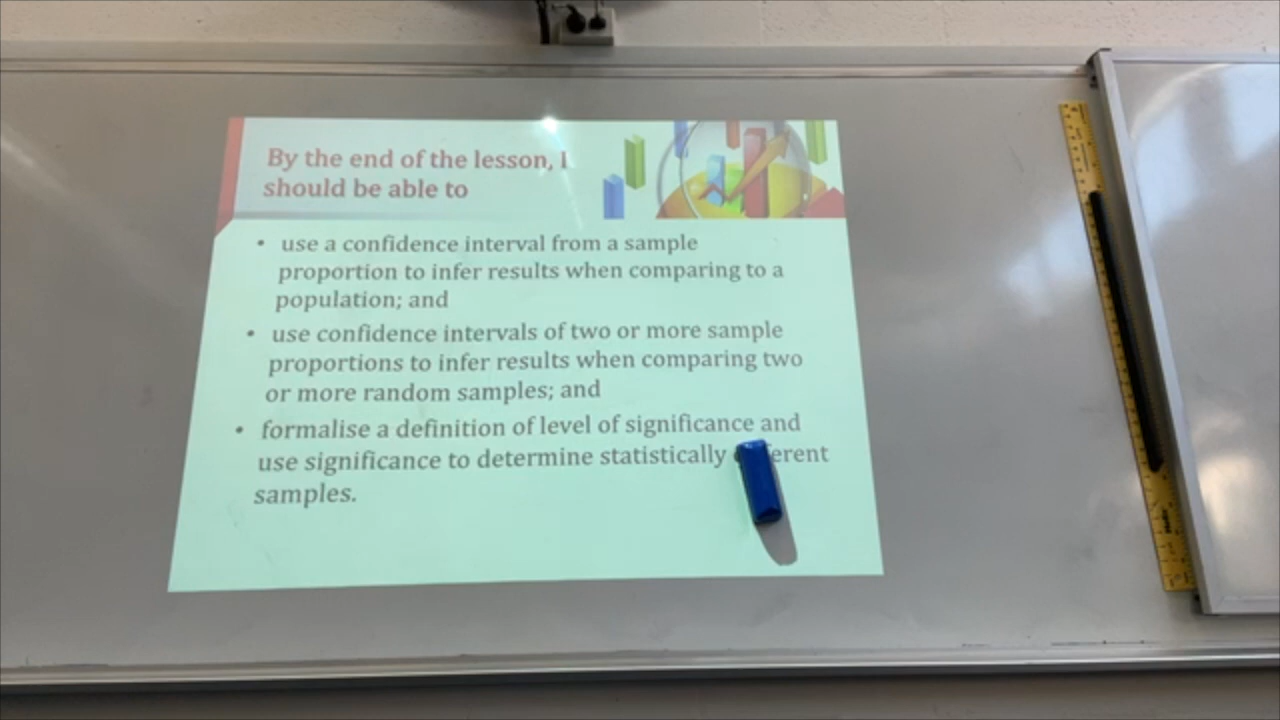 By the end of the lesson, I
should be able to
• use a confidence interval from a sample
proportion to infer results when comparing to a
population; and
• use confidence intervals of two or more sample
proportions to infer results when comparing two
or more random samples; and
• formalise a definition of level of significance and
use significance to determine statistically
samples.